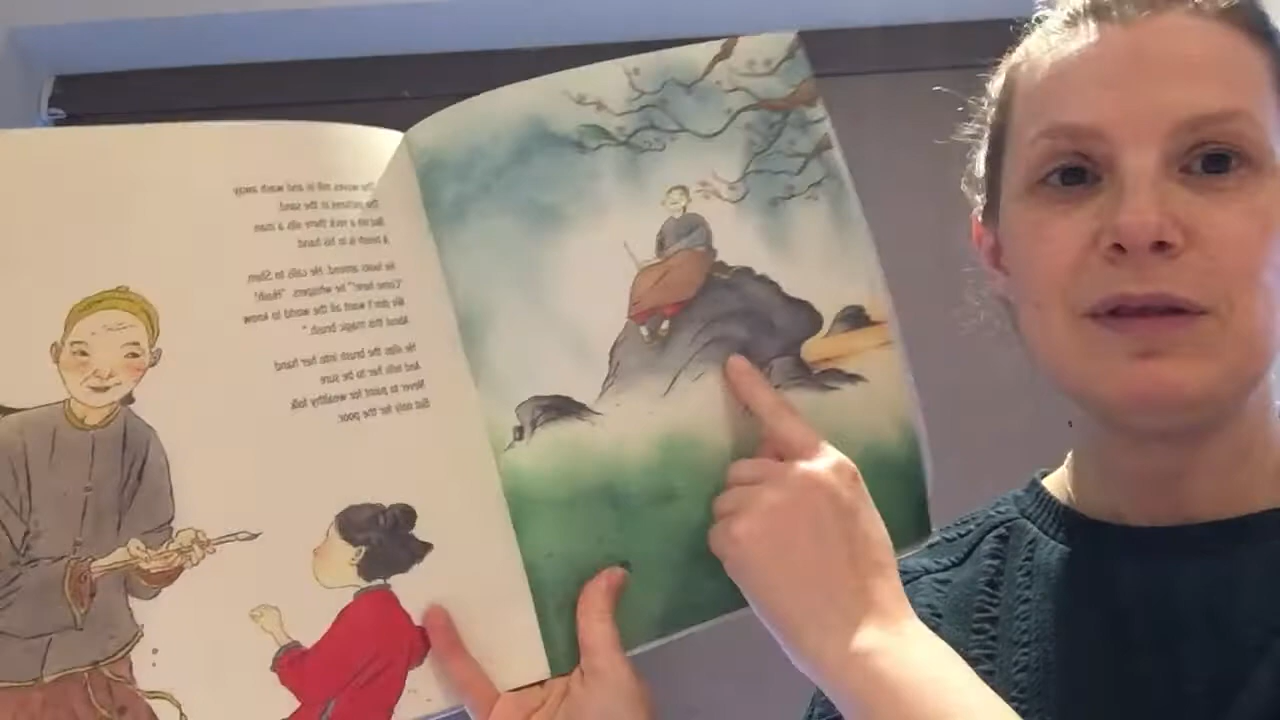 The waves roll in and wash away
The pictures in the sand.
But on a rock there sits a man
A brush is in his hand.
He looks around. He calls to Shen
"Come here!" he whispers. "Hush!
We don't want all the world to know
About this magic brush."
He slips the brush into her hand
And tells her to be sure
Never to paint for wealthy folk
But only for the poor.